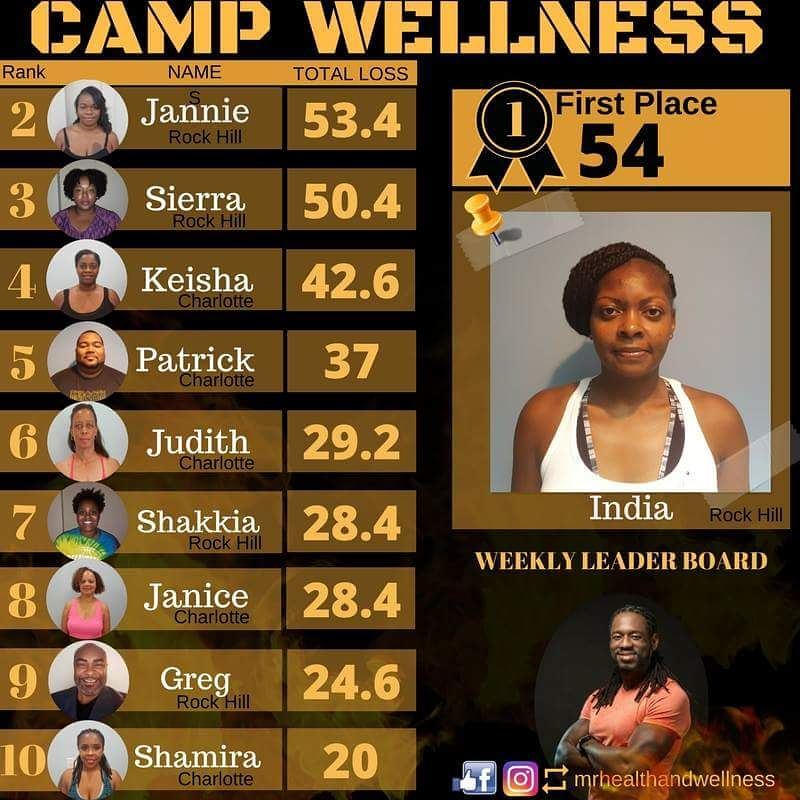 CAMP WELLNESS
Rank NAME
S TOTAL LOSS
2 Jannie 53.4
Rock Hill
3 Sierra 50.4
Rock Hill
4 Keisha 42.6
Charlotte
5 Patrick 37
Charlotte
6 Judith 29.2
Charlotte
7 Shakkia 28.4
Rock Hill
8 Janice 28.4
Charlotte
9 Greg 24.6
Rock Hill
10 Shamira 20
Charlotte
1 First Place
54
India Rock Hill
WEEKLY LEADER BOARD
f mrhealthandwellness